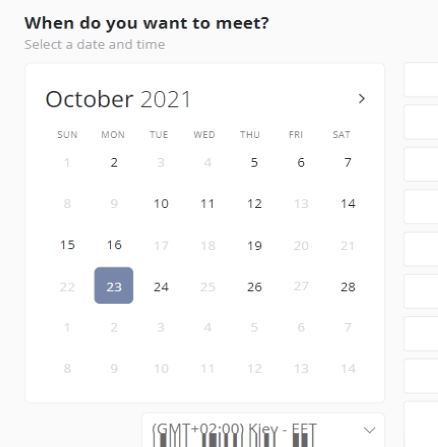 When do you want to meet?
Select a date and time
October 2021
SUN MON TUE WED THU FRI SAT
1 2 3 4 5 6 7
8 9 10 11 12 13 14
15 16 17 18 19 20 21
22 23 24 25 26 27 28
1 2 3 4 5 6 7
8 9 10 11 12 13 14
(GMT+02:00) Kiev - EET